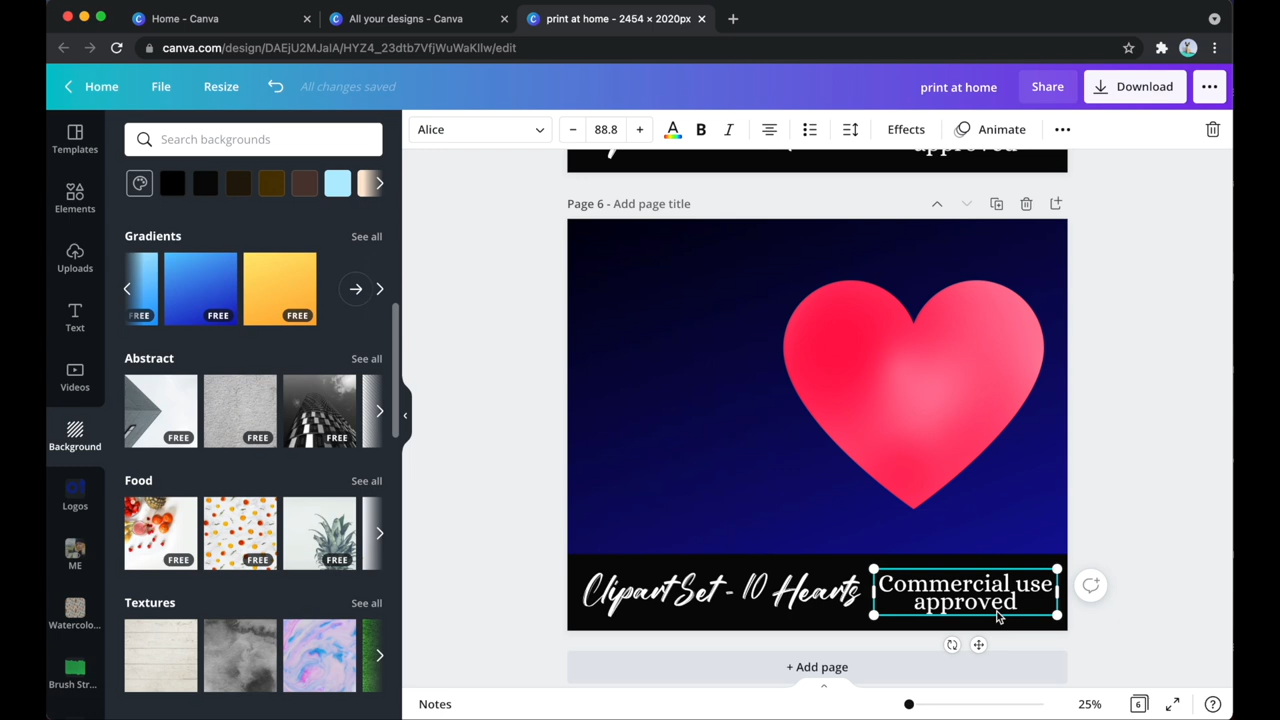 Home - Canva
All your designs - Canva
print at home - 2454 × 2020px
canva.com/design/DAEjU2MJaIA/HYZ4_23dtb7VfjWuWaKIIw/edit
Home
File
Resize
All changes saved
print at home
Share
Download
Templates
Elements
Uploads
Text
Videos
Background
Logos
ME
Watercolo...
Brush Str...
Search backgrounds
Gradients
See all
FREE
FREE
FREE
Abstract
See all
FREE
FREE
FREE
Food
See all
FREE
FREE
FREE
Textures
See all
Alice
88.8
A
B
I
Effects
Animate
approved
Page 6 - Add page title
Clipart Set - 10 Hearts
Commercial use
approved
+ Add page
Notes
25%
6
?